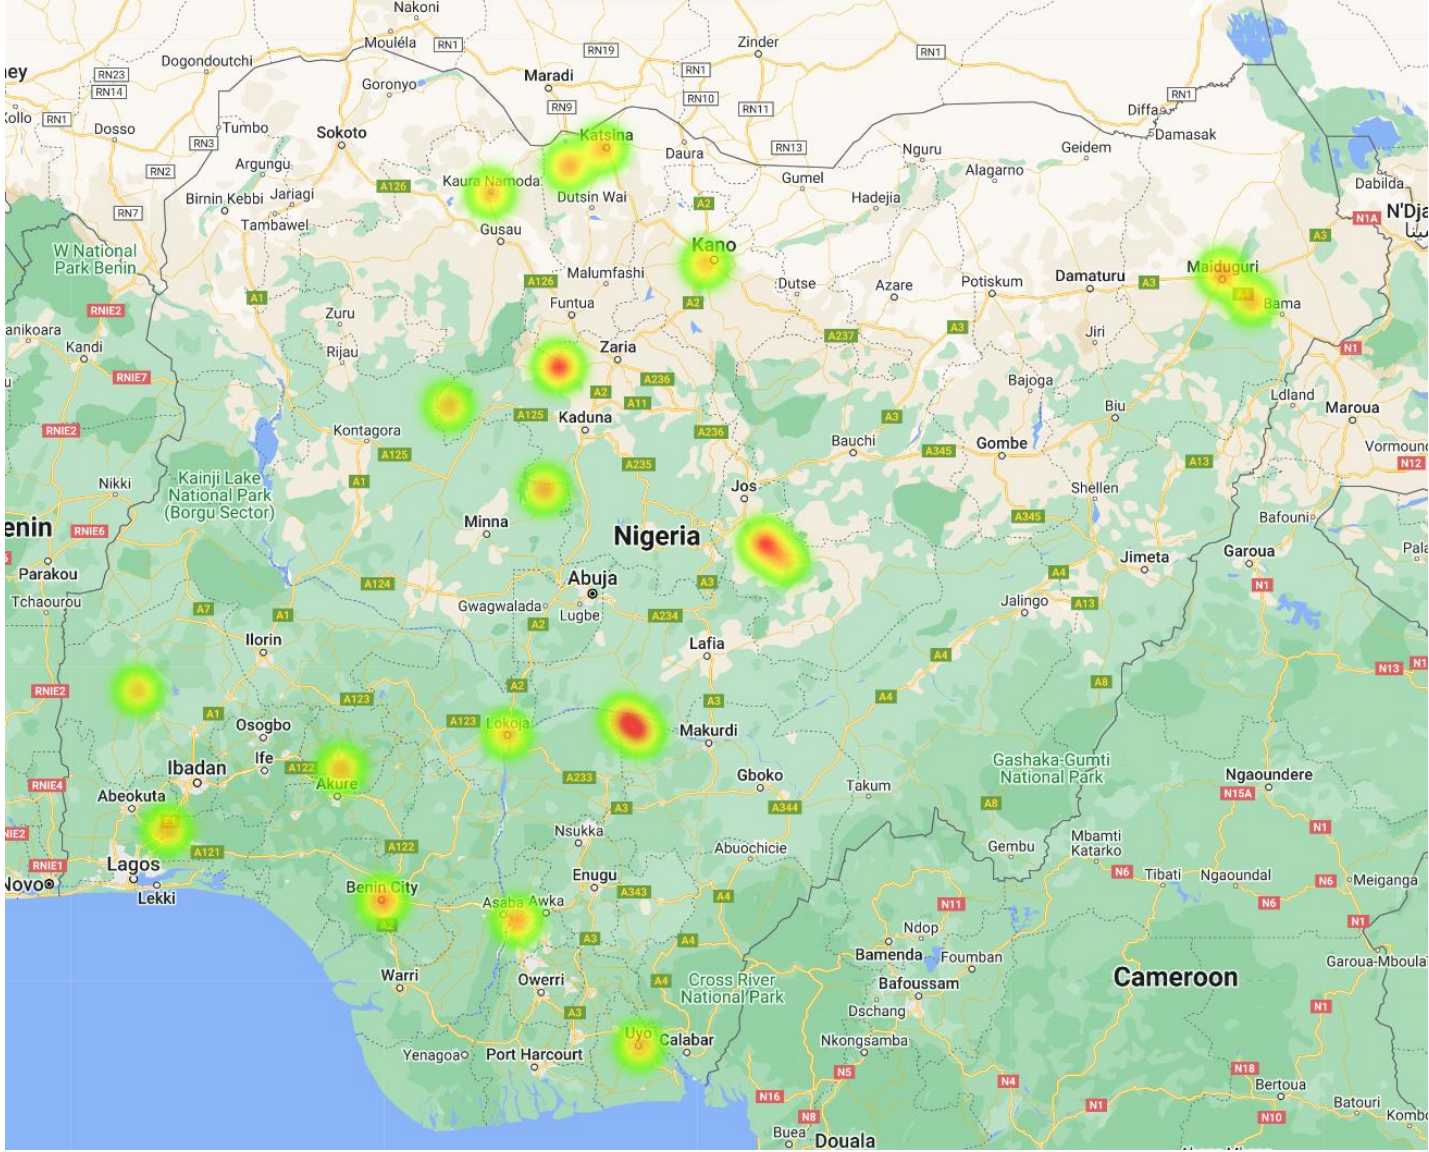 Nakoni
Mouléla
RN1
RN19
Zinder
RN1
Dogondoutchi
ey
RN23
RN14
Maradi
RN1
Goronyo
RN10
RN9
RN11
RN1
Diffa
ollo
RN1
Dosso
RN3
Tumbo
Sokoto
Katsina
Daura
RN13
Nguru
Geidem
Damasak
RN2
Argungu
Birnin Kebbi
Jariagi
A126
Kaura Namoda
Dutsin Wai
Gumel
Hadejia
Alagarno
Dabilda
RN7
Tambawel
A2
N1A
N'Dja
Gusau
Kano
A3
W National
Park Benin
A126
Malumfashi
Dutse
Azare
Potiskum
Damaturu
A3
Maiduguri
A4
Bama
RNIE2
A1
Funtua
A2
Zuru
anikoara
Kandi
Rijau
Zaria
A237
A3
Jiri
N1
RNIE7
A236
Bajoga
Ldland
Maroua
A2
A11
Kaduna
A125
A3
Biu
RNIE2
Kontagora
A236
Bauchi
A345
Gombe
Vormoun
N12
A125
A235
A13
Kainji Lake
National Park
(Borgu Sector)
A1
Nikki
Jos
Shellen
Minna
Nigeria
A345
Bafouni
enin
RNIE6
Parakou
Jimeta
Garoua
Pala
Tchaourou
A124
Abuja
A3
A4
N1
A7
A1
Gwagwalada
Lugbe
A234
Jalingo
A13
A2
Ilorin
Lafia
A4
N13
N1
RNIE2
A2
A8
A123
A3
A4
A1
Osogbo
A123
Lokoja
Makurdi
Ife
A122
Ibadan
Akure
A233
Gboko
Gashaka-Gumti
National Park
Ngaoundere
RNIE4
Abeokuta
A3
A344
Takum
N15A
A8
NIE2
Nsukka
N1
A121
A122
Abuochicie
Gembu
Mbamti
Katarko
RNIE1
Lagos
Novo
Lekki
Benin City
Enugu
N6
Tibati
Ngaoundal
N6
Meiganga
Asaba
Awka
A343
A4
N11
N6
A2
N1
Ndop
A3
A4
Bamenda
Foumban
Garoua-Mboulai
Warri
Owerri
A4
Cross River
National Park
Bafoussam
Cameroon
A3
Dschang
N1
Uyo
Calabar
Nkongsamba
Yenagoa
Port Harcourt
N5
N4
N18
Bertoua
N16
N1
Batouri
N8
N10
Kombo
Buea
Douala